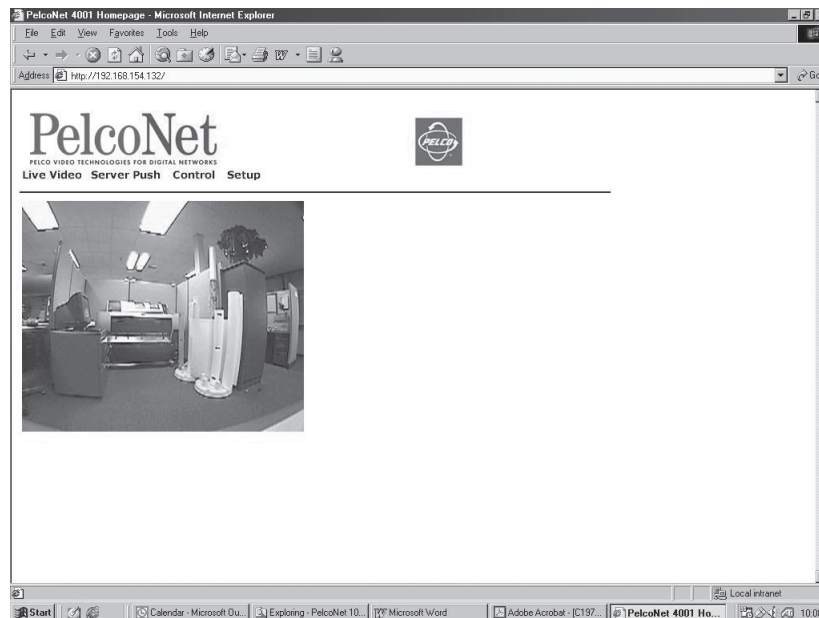 PelcoNet 4001 Homepage - Microsoft Internet Explorer
File Edit View Favorites Tools Help
Address http://192.168.154.132/ Go
PelcoNet
PELCO VIDEO TECHNOLOGIES FOR DIGITAL NETWORKS
PELCO
Live Video Server Push Control Setup
Local intranet
Start Calendar - Microsoft Ou... Exploring - PelcoNet 10... Microsoft Word Adobe Acrobat - [C197... PelcoNet 4001 Ho...